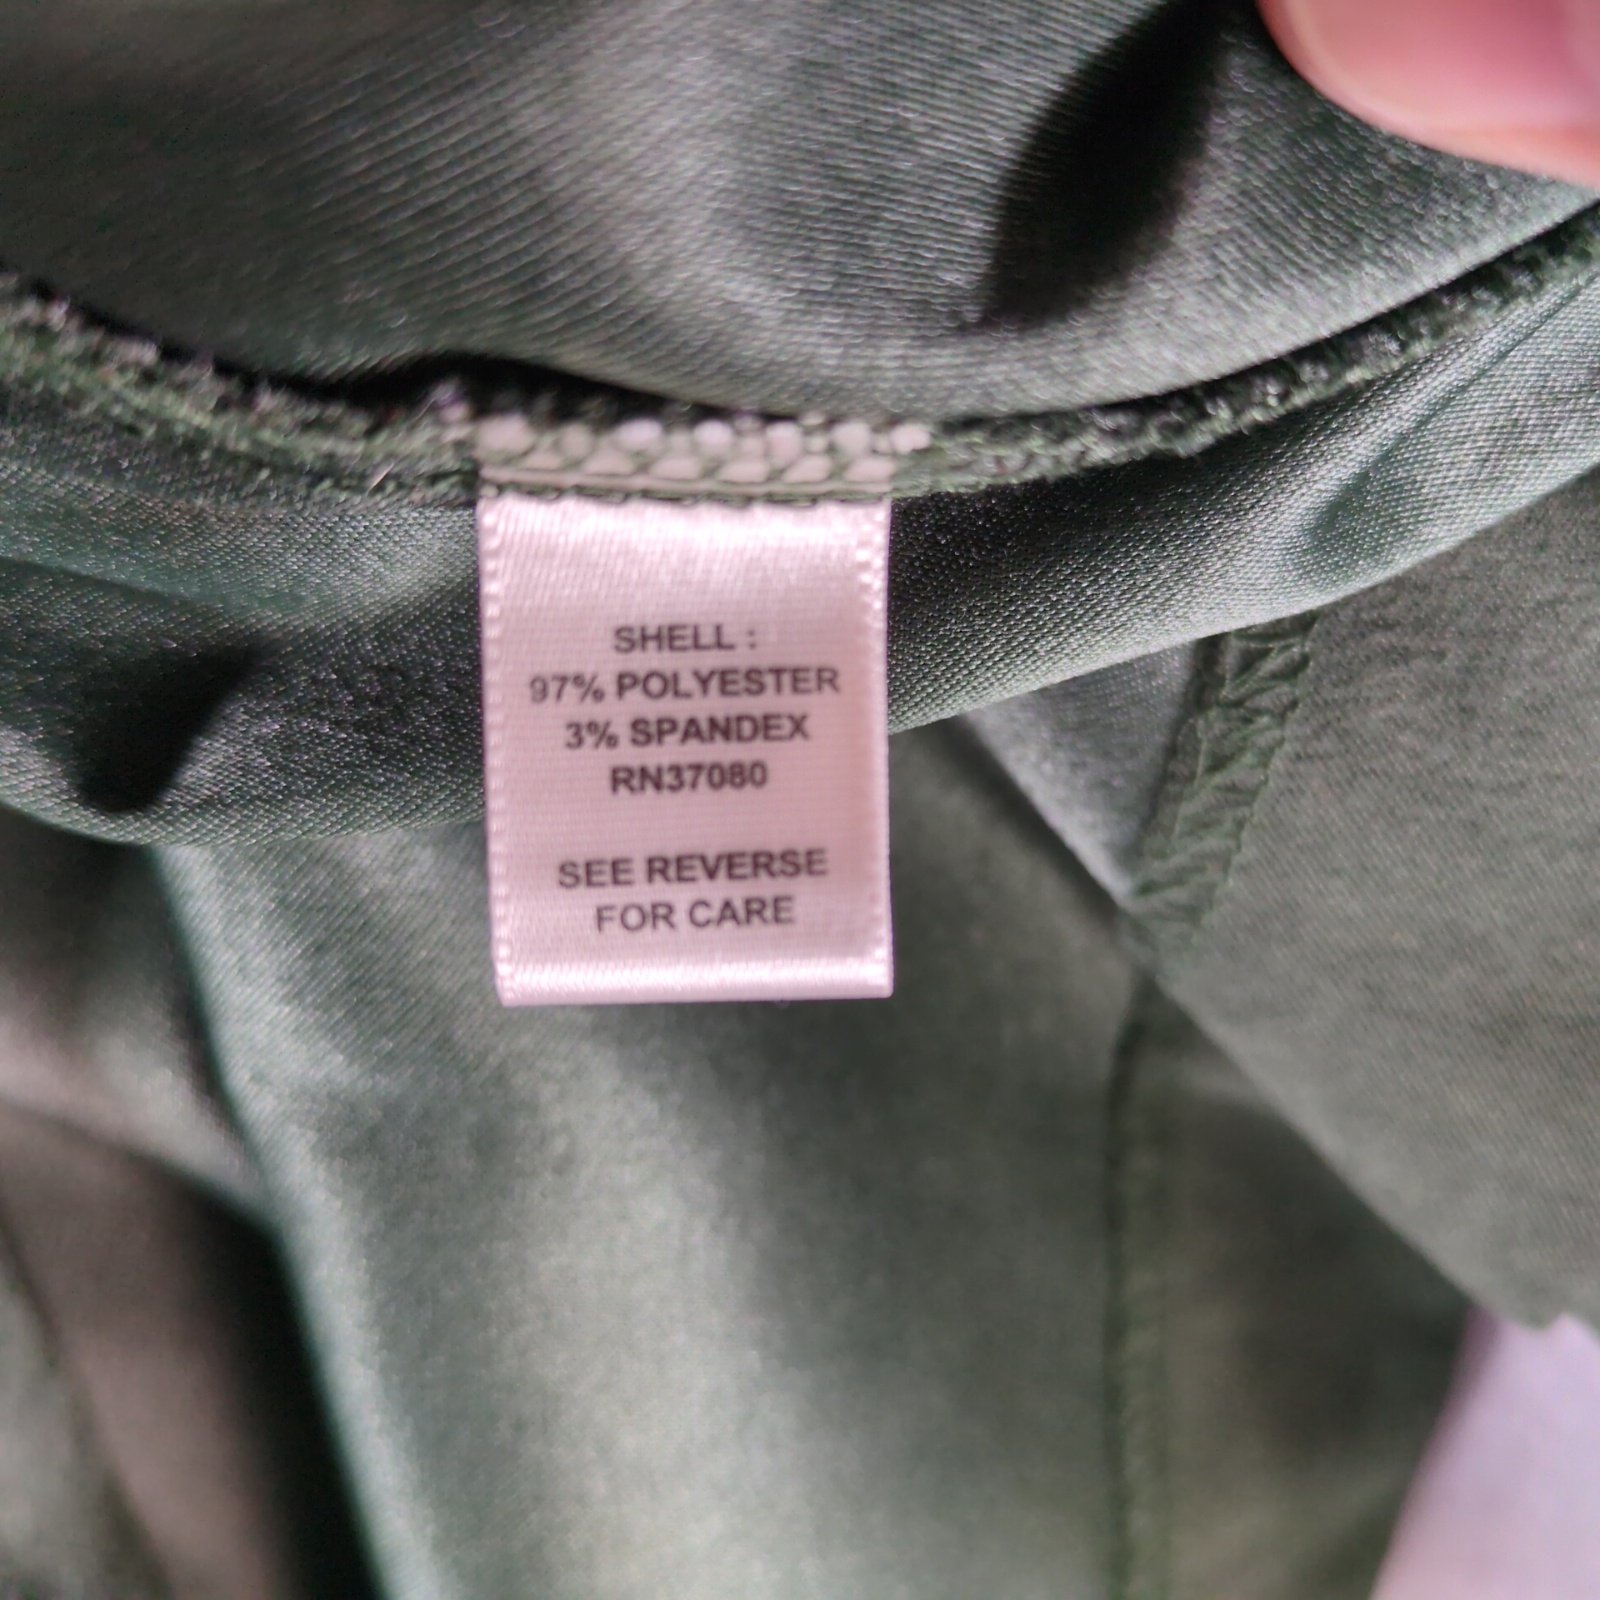 SHELL :
97% POLYESTER
3% SPANDEX
RN37080
SEE REVERSE
FOR CARE